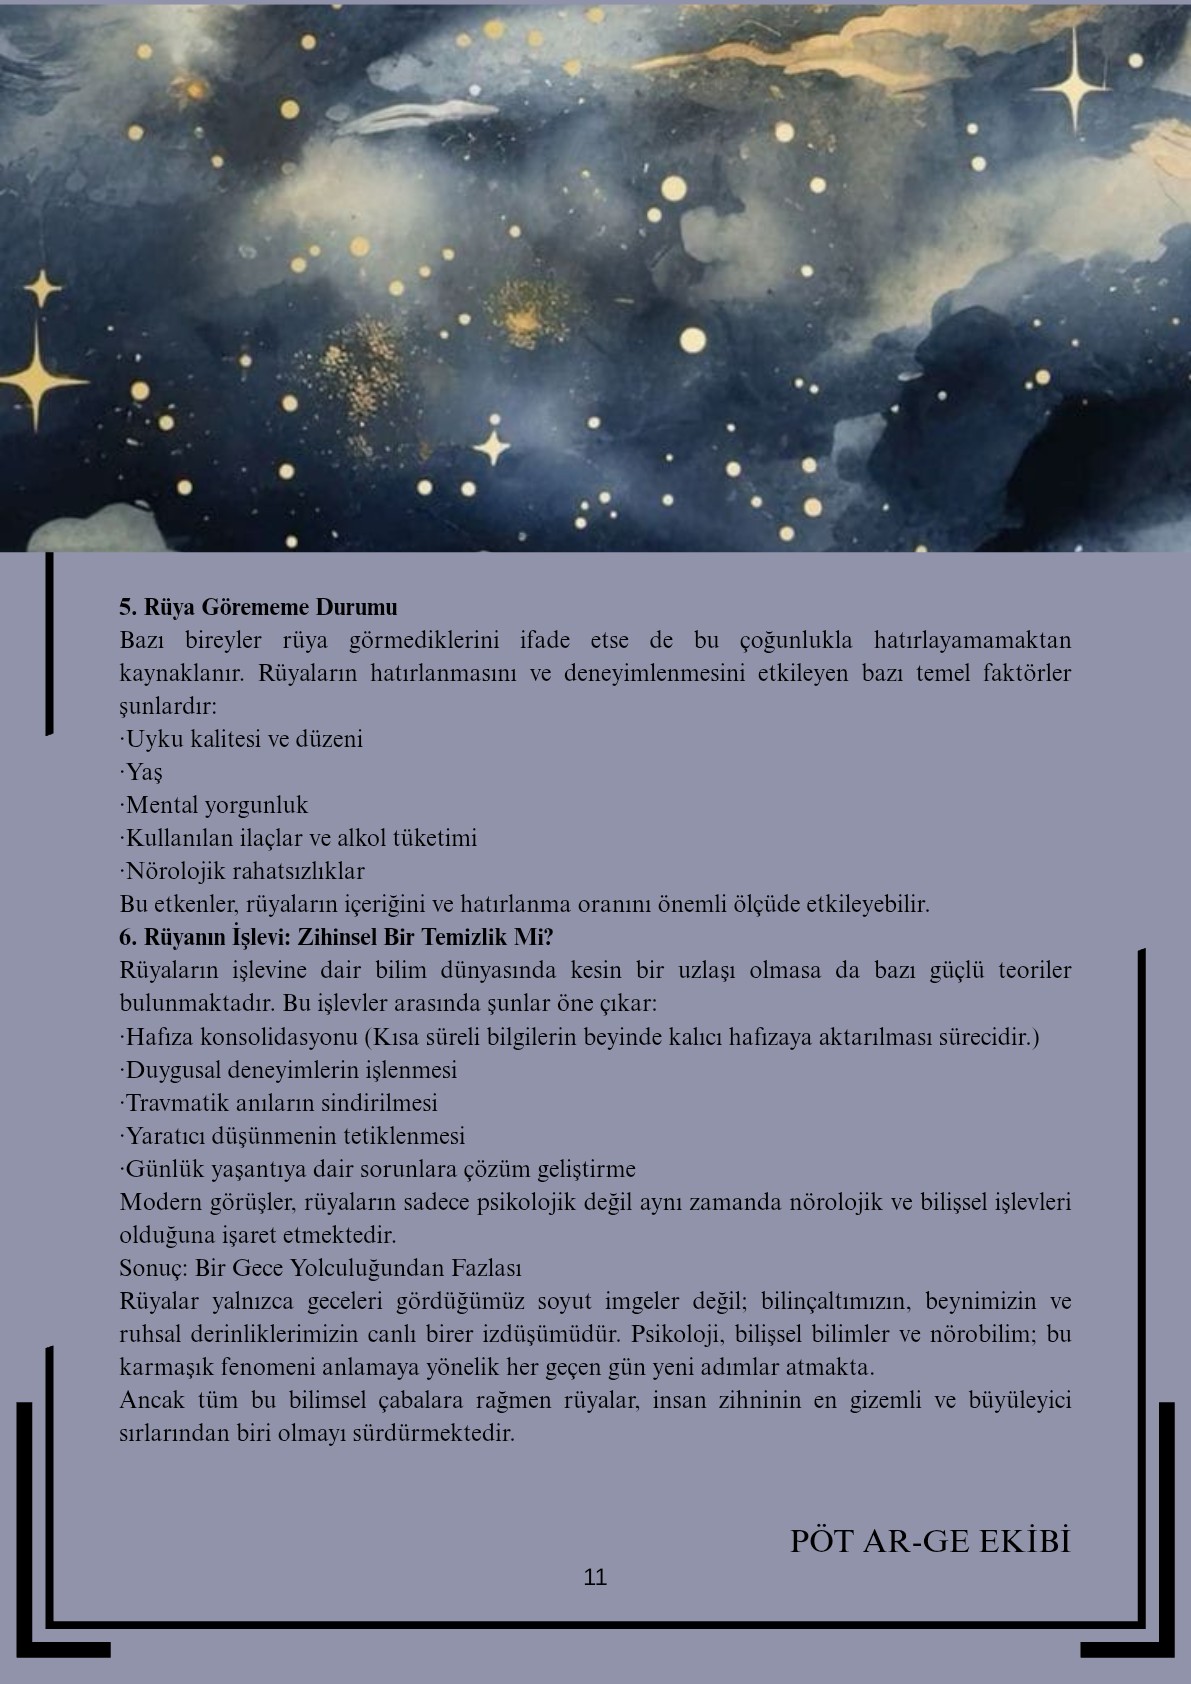 5. Rüya Görememe Durumu
Bazı bireyler rüya görmediklerini ifade etse de bu çoğunlukla hatırlayamamaktan
kaynaklanır. Rüyaların hatırlanmasını ve deneyimlenmesini etkileyen bazı temel faktörler
şunlardır:
·Uyku kalitesi ve düzeni
·Yaş
·Mental yorgunluk
·Kullanılan ilaçlar ve alkol tüketimi
·Nörolojik rahatsızlıklar
Bu etkenler, rüyaların içeriğini ve hatırlanma oranını önemli ölçüde etkileyebilir.
6. Rüyanın İşlevi: Zihinsel Bir Temizlik Mi?
Rüyaların işlevine dair bilim dünyasında kesin bir uzlaşı olmasa da bazı güçlü teoriler
bulunmaktadır. Bu işlevler arasında şunlar öne çıkar:
·Hafıza konsolidasyonu (Kısa süreli bilgilerin beyinde kalıcı hafızaya aktarılması sürecidir.)
·Duygusal deneyimlerin işlenmesi
·Travmatik anıların sindirilmesi
·Yaratıcı düşünmenin tetiklenmesi
·Günlük yaşantıya dair sorunlara çözüm geliştirme
Modern görüşler, rüyaların sadece psikolojik değil aynı zamanda nörolojik ve bilişsel işlevleri
olduğuna işaret etmektedir.
Sonuç: Bir Gece Yolculuğundan Fazlası
Rüyalar yalnızca geceleri gördüğümüz soyut imgeler değil; bilinçaltımızın, beynimizin ve
ruhsal derinliklerimizin canlı birer izdüşümüdür. Psikoloji, bilişsel bilimler ve nörobilim; bu
karmaşık fenomeni anlamaya yönelik her geçen gün yeni adımlar atmakta.
Ancak tüm bu bilimsel çabalara rağmen rüyalar, insan zihninin en gizemli ve büyüleyici
sırlarından biri olmayı sürdürmektedir.
PÖT AR-GE EKİBİ
11